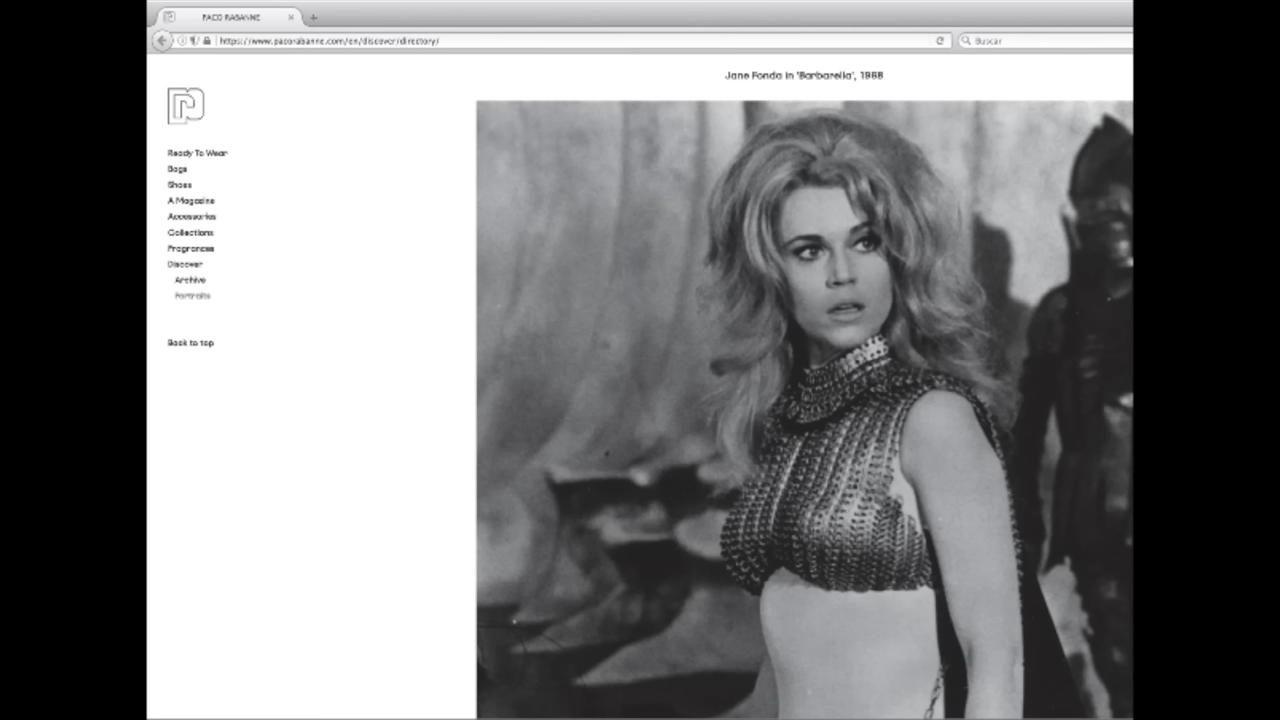 PACO RABANNE
https://www.pacorabanne.com/en/discover/directory/
Buscar
Jane Fonda in 'Barbarella', 1968
Ready To Wear
Bags
Shoes
A Magazine
Accessories
Collections
Fragrances
Discover
Archive
Portraits
Back to top